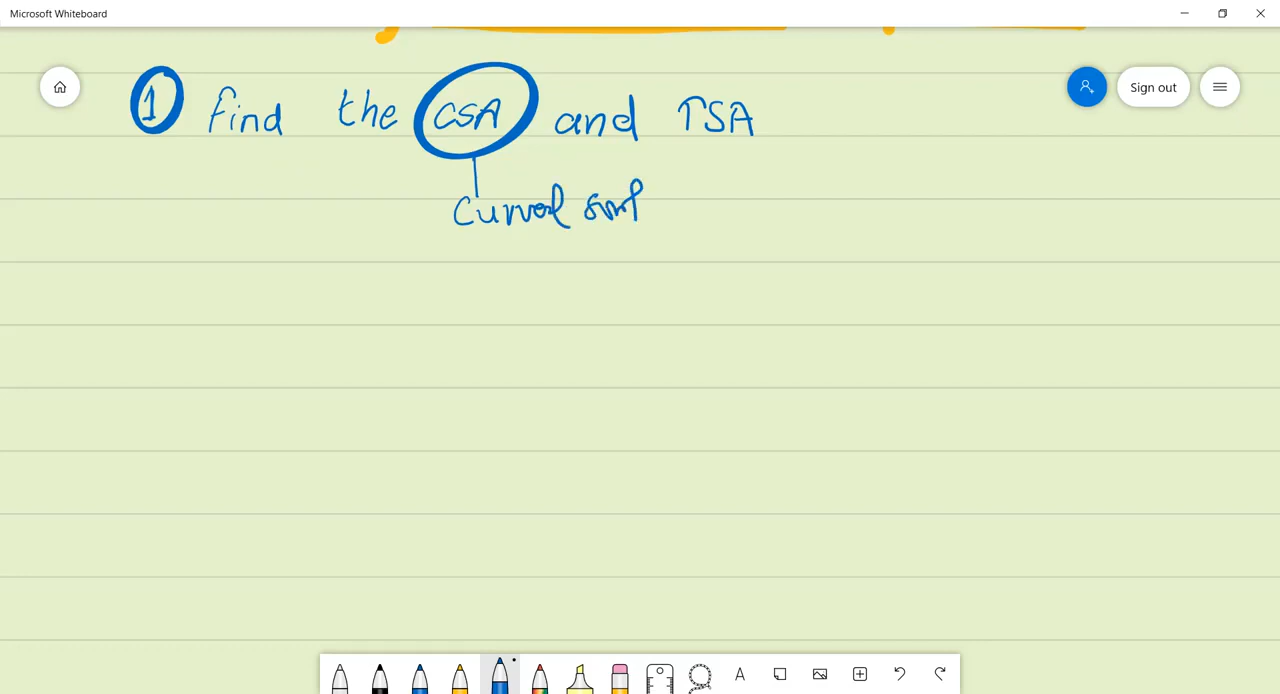 Microsoft Whiteboard
Sign out
1 Find the CSA and TSA
Curved surf
A